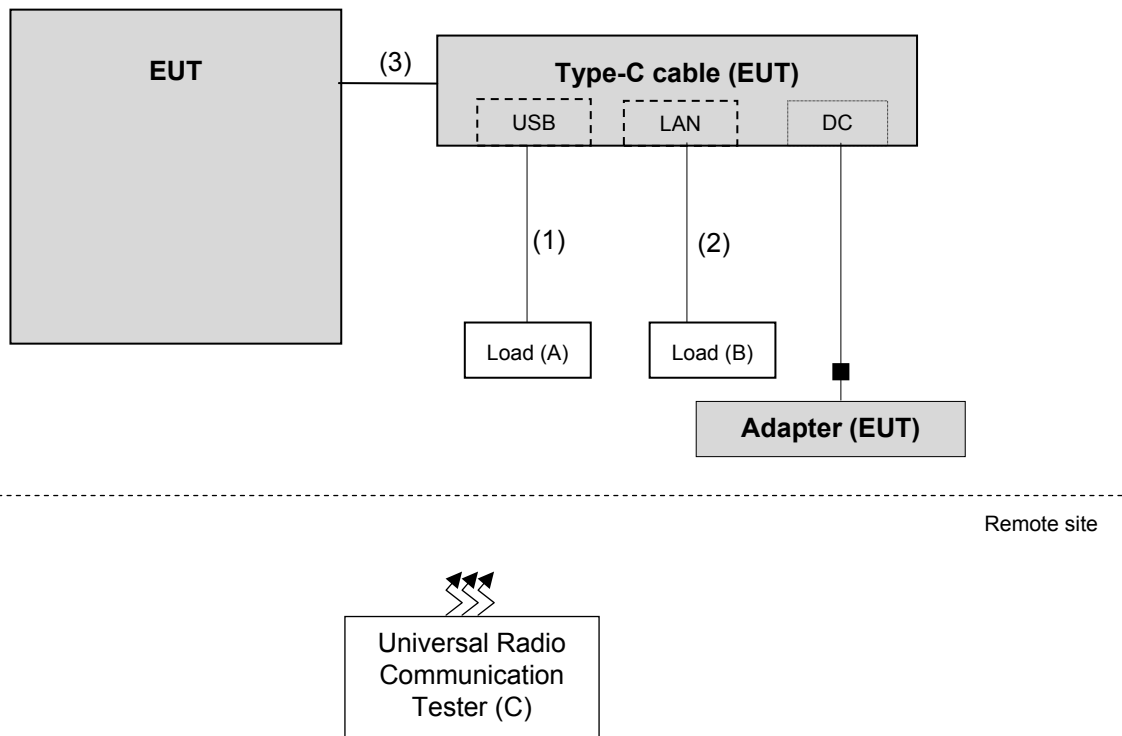 EUT
(3)
Type-C cable (EUT)
USB
LAN
DC
(1)
(2)
Load (A)
Load (B)
Adapter (EUT)
Remote site
Universal Radio
Communication
Tester (C)